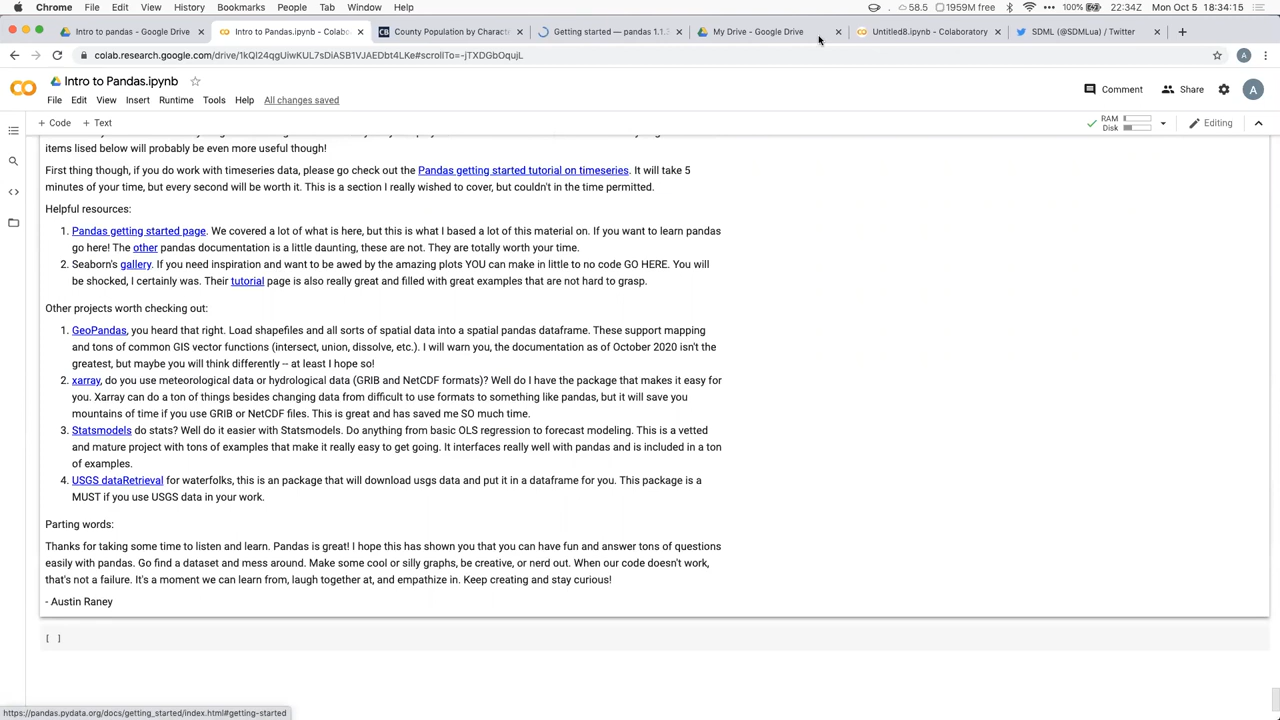 Chrome File Edit View History Bookmarks People Tab Window Help 58.5 1959M free 100% 22:34Z Mon Oct 5 18:34:15
Intro to pandas - Google Drive Intro to Pandas.ipynb - Colabo County Population by Charact Getting started — pandas 1.1. My Drive - Google Drive Untitled8.ipynb - Colaboratory SDML (@SDMLua) / Twitter
colab.research.google.com/drive/1kQI24qgUiwKUL7sDiASB1VJAEDbt4LKe#scrollTo=-jTXDGbOqujL A
Intro to Pandas.ipynb
File Edit View Insert Runtime Tools Help All changes saved Comment Share A
+ Code + Text RAM Disk Editing
items lised below will probably be even more useful though!
First thing though, if you do work with timeseries data, please go check out the Pandas getting started tutorial on timeseries. It will take 5
minutes of your time, but every second will be worth it. This is a section I really wished to cover, but couldn't in the time permitted.
Helpful resources:
1. Pandas getting started page. We covered a lot of what is here, but this is what I based a lot of this material on. If you want to learn pandas
go here! The other pandas documentation is a little daunting, these are not. They are totally worth your time.
2. Seaborn's gallery. If you need inspiration and want to be awed by the amazing plots YOU can make in little to no code GO HERE. You will
be shocked, I certainly was. Their tutorial page is also really great and filled with great examples that are not hard to grasp.
Other projects worth checking out:
1. GeoPandas, you heard that right. Load shapefiles and all sorts of spatial data into a spatial pandas dataframe. These support mapping
and tons of common GIS vector functions (intersect, union, dissolve, etc.). I will warn you, the documentation as of October 2020 isn't the
greatest, but maybe you will think differently -- at least I hope so!
2. xarray, do you use meteorological data or hydrological data (GRIB and NetCDF formats)? Well do I have the package that makes it easy for
you. Xarray can do a ton of things besides changing data from difficult to use formats to something like pandas, but it will save you
mountains of time if you use GRIB or NetCDF files. This is great and has saved me SO much time.
3. Statsmodels do stats? Well do it easier with Statsmodels. Do anything from basic OLS regression to forecast modeling. This is a vetted
and mature project with tons of examples that make it really easy to get going. It interfaces really well with pandas and is included in a ton
of examples.
4. USGS dataRetrieval for waterfolks, this is an package that will download usgs data and put it in a dataframe for you. This package is a
MUST if you use USGS data in your work.
Parting words:
Thanks for taking some time to listen and learn. Pandas is great! I hope this has shown you that you can have fun and answer tons of questions
easily with pandas. Go find a dataset and mess around. Make some cool or silly graphs, be creative, or nerd out. When our code doesn't work,
that's not a failure. It's a moment we can learn from, laugh together at, and empathize in. Keep creating and stay curious!
- Austin Raney
[ ]
https://pandas.pydata.org/docs/getting_started/index.html#getting-started